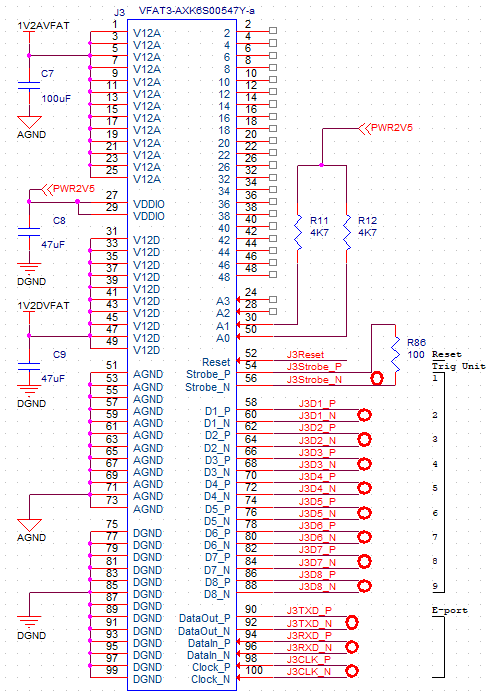 J3 VFAT3-AXK6S00547Y-a
1V2AVFAT
C7
100uF
AGND
PWR2V5
C8
47uF
DGND
1V2DVFAT
C9
47uF
DGND
AGND
DGND
1 V12A
3 V12A
5 V12A
7 V12A
9 V12A
11 V12A
13 V12A
15 V12A
17 V12A
19 V12A
21 V12A
23 V12A
25 V12A
27 VDDIO
29 VDDIO
31 V12D
33 V12D
35 V12D
37 V12D
39 V12D
41 V12D
43 V12D
45 V12D
47 V12D
49 V12D
51 AGND
53 AGND
55 AGND
57 AGND
59 AGND
61 AGND
63 AGND
65 AGND
67 AGND
69 AGND
71 AGND
73 AGND
75 DGND
77 DGND
79 DGND
81 DGND
83 DGND
85 DGND
87 DGND
89 DGND
91 DGND
93 DGND
95 DGND
97 DGND
99 DGND
2 2
4 4
6 6
8 8
10 10
12 12
14 14
16 16
18 18
20 20
22 22
26 26
32 32
34 34
36 36
38 38
40 40
42 42
44 44
46 46
48 48
A3 24
A2 28
A1 30
A0 50
Reset 52 J3Reset
Strobe_P 54 J3Strobe_P
Strobe_N 56 J3Strobe_N
D1_P 58 J3D1_P
D1_N 60 J3D1_N
D2_P 62 J3D2_P
D2_N 64 J3D2_N
D3_P 66 J3D3_P
D3_N 68 J3D3_N
D4_P 70 J3D4_P
D4_N 72 J3D4_N
D5_P 74 J3D5_P
D5_N 76 J3D5_N
D6_P 78 J3D6_P
D6_N 80 J3D6_N
D7_P 82 J3D7_P
D7_N 84 J3D7_N
D8_P 86 J3D8_P
D8_N 88 J3D8_N
DataOut_P 90 J3TXD_P
DataOut_N 92 J3TXD_N
DataIn_P 94 J3RXD_P
DataIn_N 96 J3RXD_N
Clock_P 98 J3CLK_P
Clock_N 100 J3CLK_N
PWR2V5
R11
4K7
R12
4K7
R86
100
Reset
Trig Unit
1
2
3
4
5
6
7
8
9
E-port